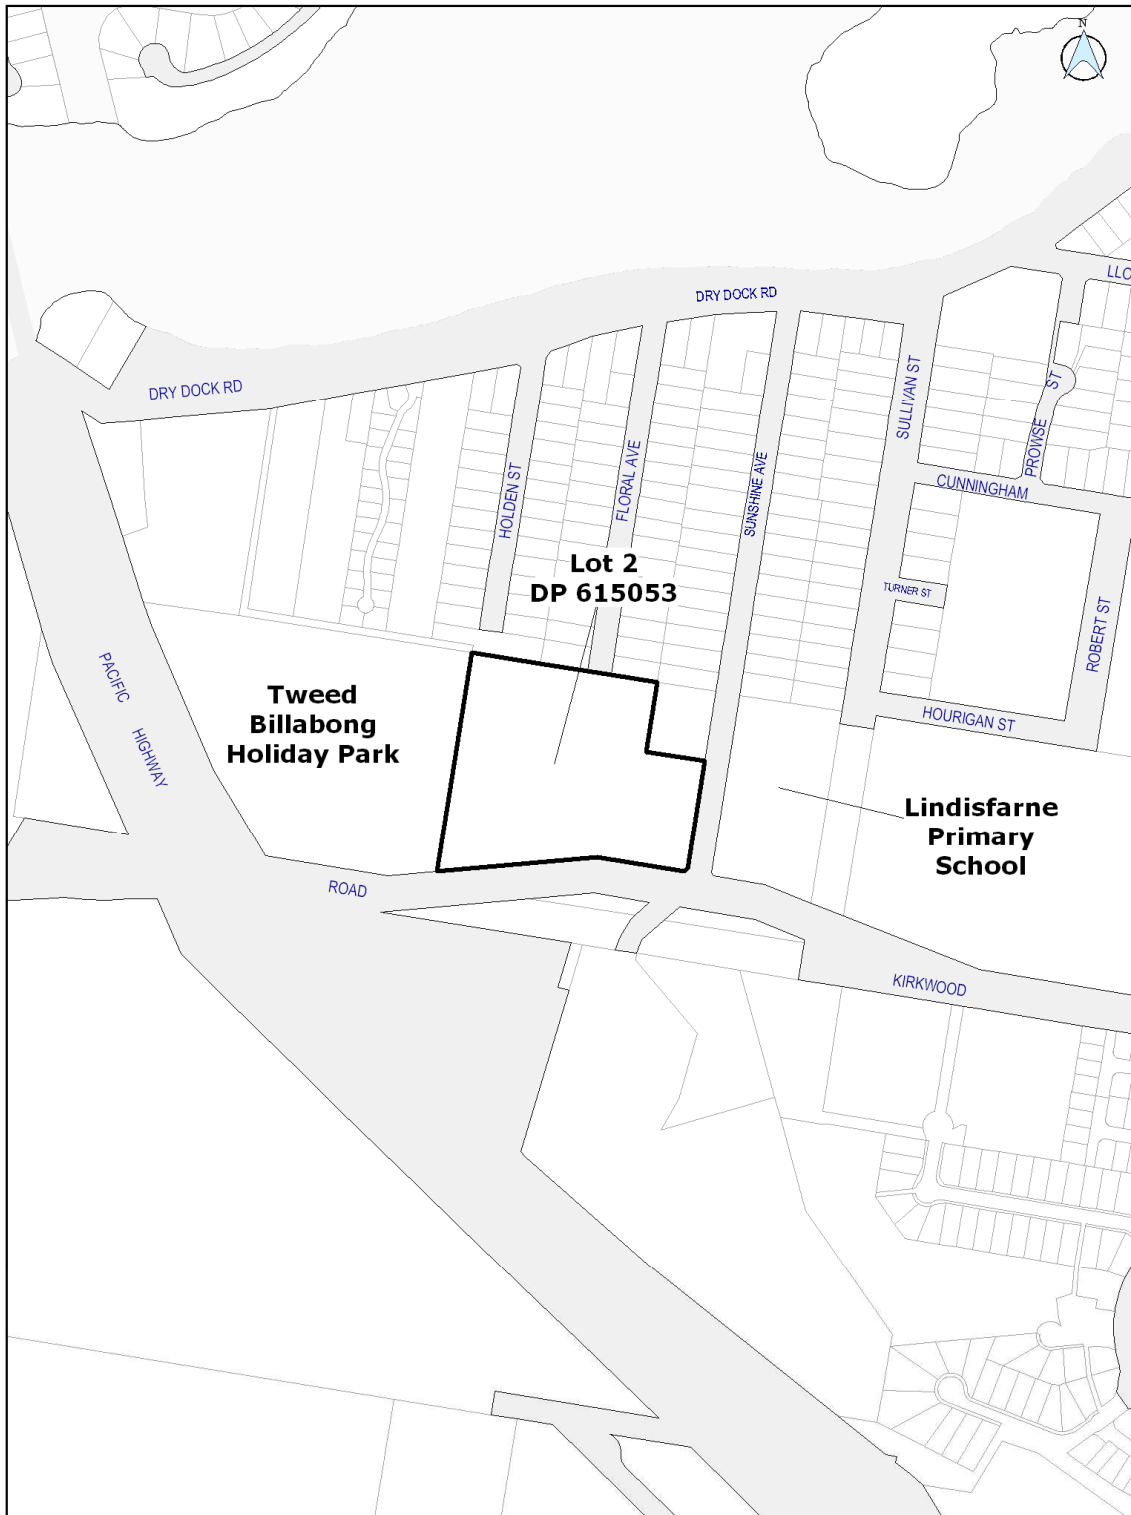 N
DRY DOCK RD
LLO
DRY DOCK RD
SULLIVAN ST
PROWSE ST
HOLDEN ST
FLORAL AVE
SUNSHINE AVE
CUNNINGHAM
Lot 2
DP 615053
TURNER ST
ROBERT ST
PACIFIC HIGHWAY
Tweed
Billabong
Holiday Park
HOURIGAN ST
Lindisfarne
Primary
School
ROAD
KIRKWOOD